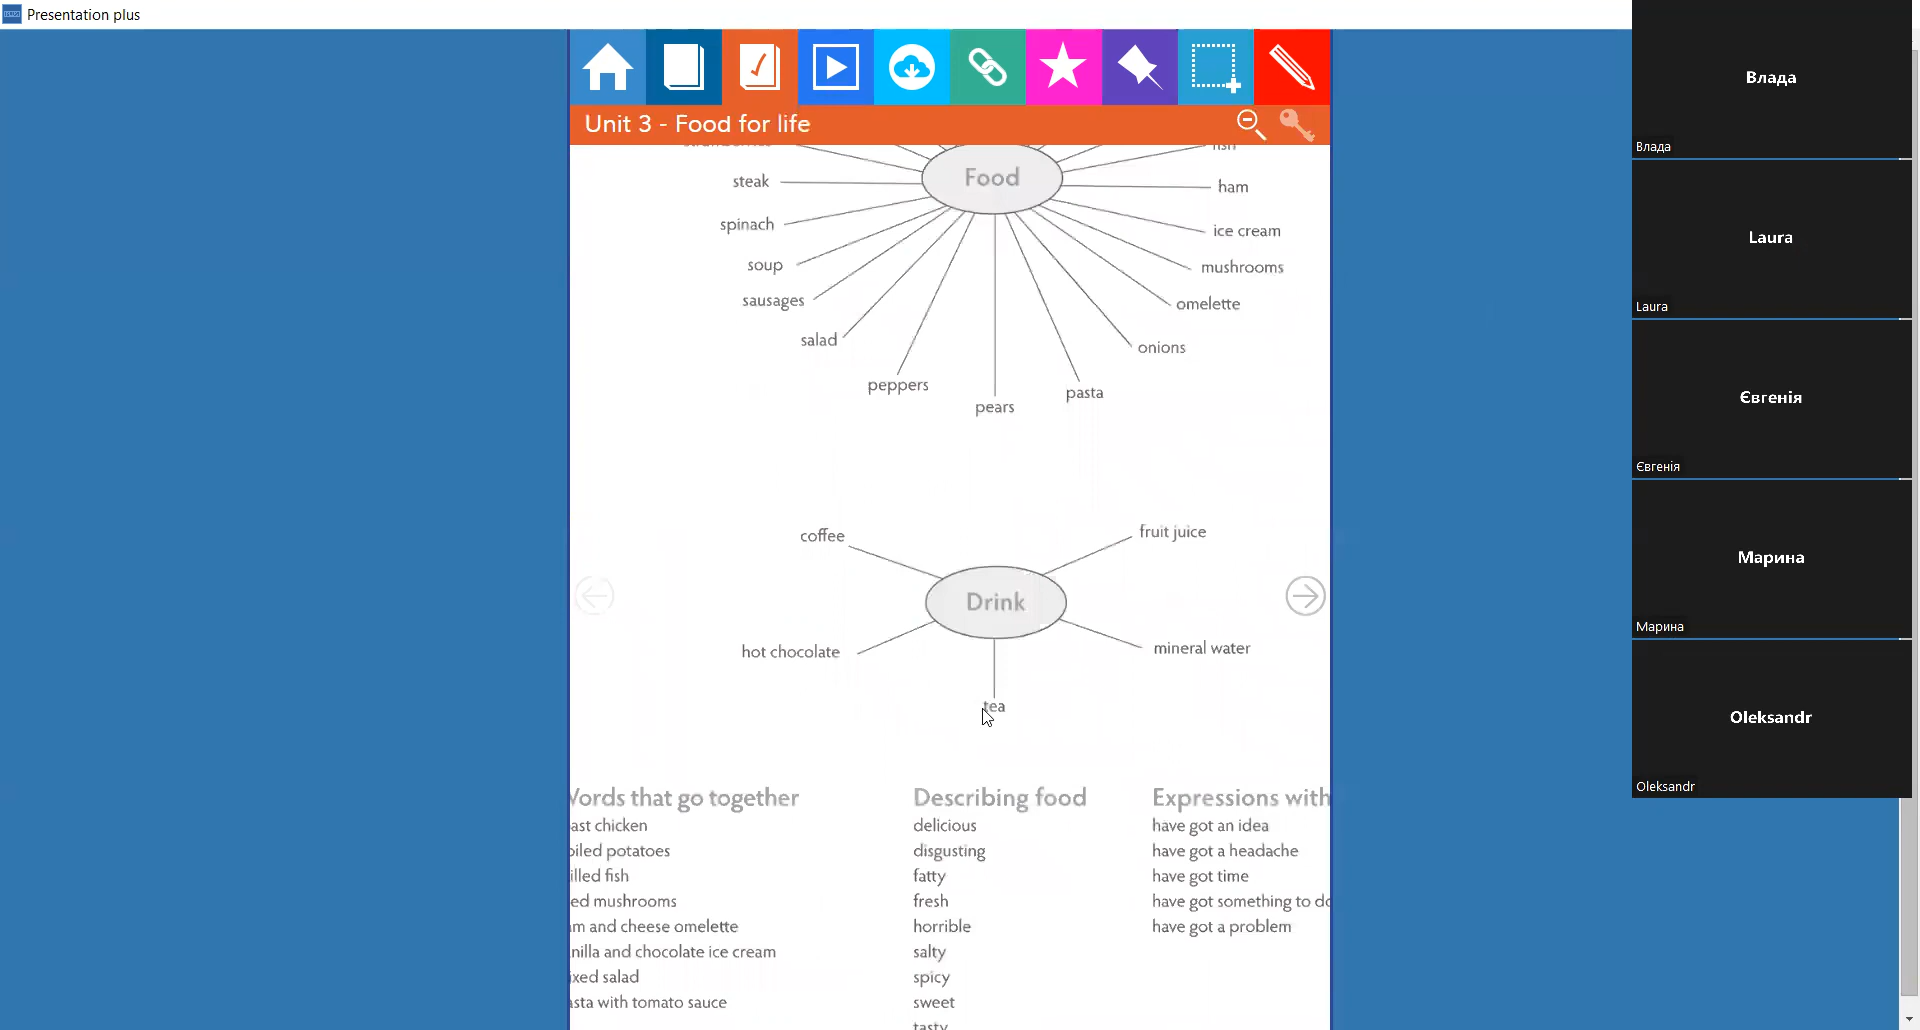 Presentation plus
Unit 3 - Food for life
Food
steak
spinach
soup
sausages
salad
peppers
pears
pasta
onions
omelette
mushrooms
ice cream
ham
fish
coffee
fruit juice
Drink
hot chocolate
mineral water
tea
Words that go together
ast chicken
oiled potatoes
illed fish
ed mushrooms
m and cheese omelette
nilla and chocolate ice cream
ixed salad
asta with tomato sauce
Describing food
delicious
disgusting
fatty
fresh
horrible
salty
spicy
sweet
tasty
Expressions with
have got an idea
have got a headache
have got time
have got something to do
have got a problem
Влада
Влада
Laura
Laura
Євгенія
Євгенія
Марина
Марина
Oleksandr
Oleksandr